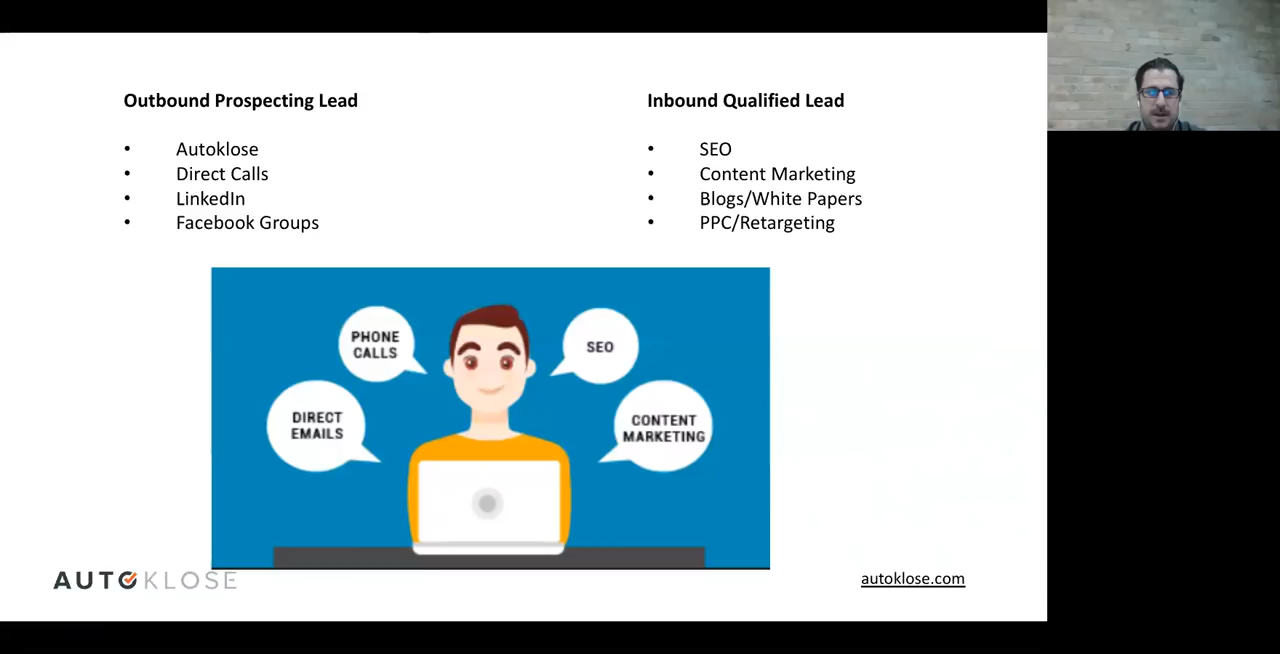 Outbound Prospecting Lead
• Autoklose
• Direct Calls
• LinkedIn
• Facebook Groups
Inbound Qualified Lead
• SEO
• Content Marketing
• Blogs/White Papers
• PPC/Retargeting
PHONE
CALLS
SEO
DIRECT
EMAILS
CONTENT
MARKETING
AUTOKLOSE
autoklose.com